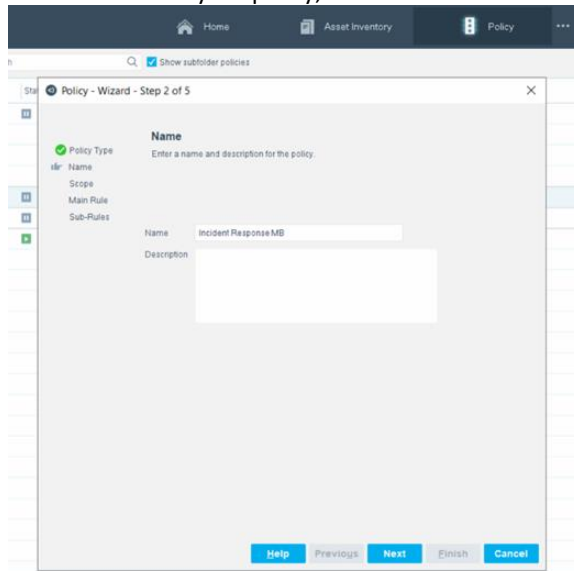 Home Asset Inventory Policy •••
Show subfolder policies
Sta
Policy - Wizard - Step 2 of 5
Name
Policy Type
Enter a name and description for the policy.
Name
Scope
Main Rule
Sub-Rules
Name Incident Response MB
Description
Help Previous Next Finish Cancel